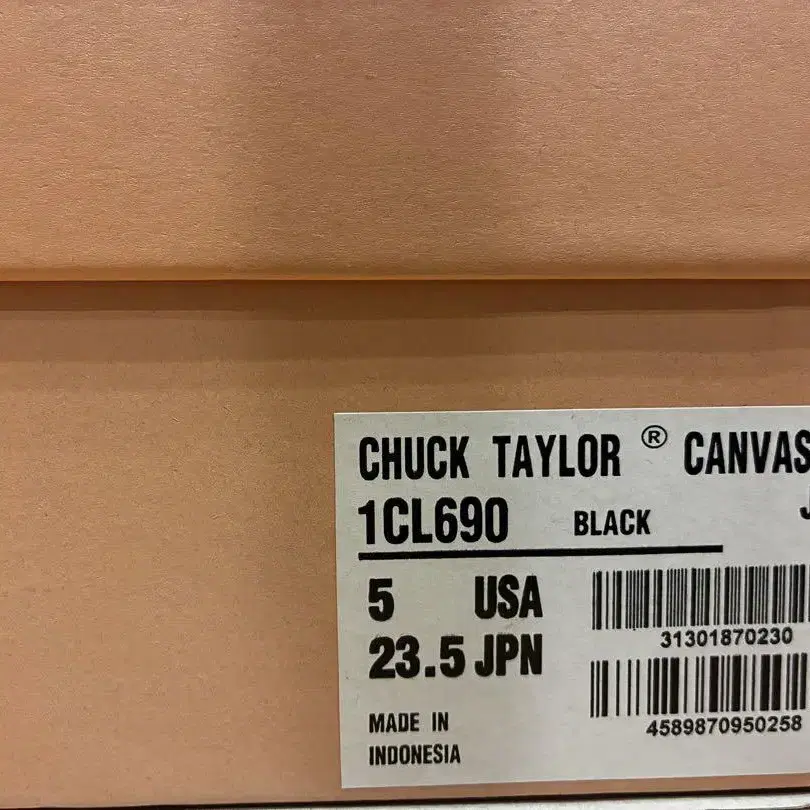 CHUCK TAYLOR ® CANVAS
1CL690 BLACK
5 USA
23.5 JPN
31301870230
4589870950258
MADE IN
INDONESIA